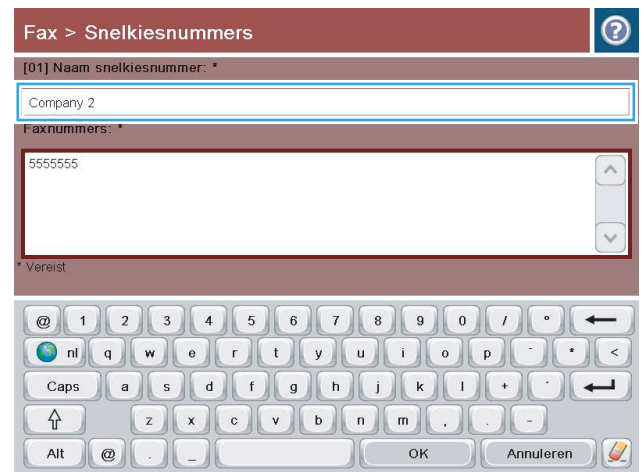 Fax > Snelkiesnummers ?
[01] Naam snelkiesnummer: *
Company 2
Faxnummers: *
5555555
* Vereist
@ 1 2 3 4 5 6 7 8 9 0 / °
nl q w e r t y u i o p ¨ * <
Caps a s d f g h j k l + ´
z x c v b n m , . -
Alt @ . _ OK Annuleren